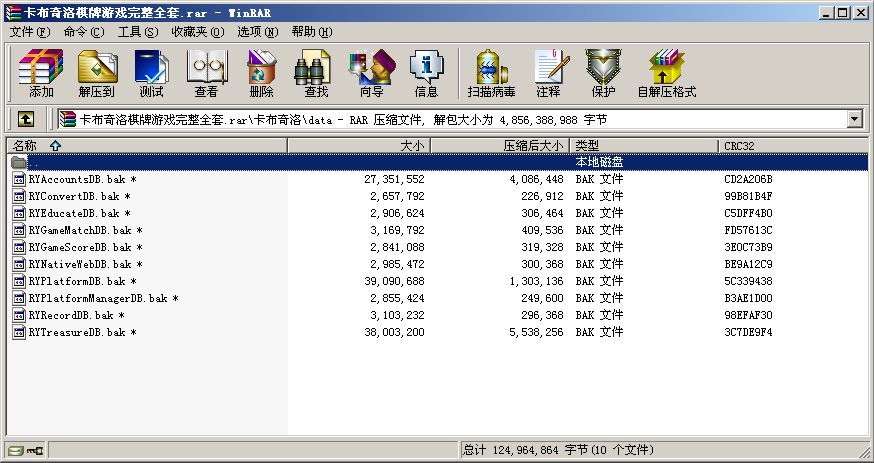 卡布奇洛棋牌游戏完整全套.rar - WinRAR
文件(F) 命令(C) 工具(S) 收藏夹(O) 选项(N) 帮助(H)
添加 解压到 测试 查看 删除 查找 向导 信息 扫描病毒 注释 保护 自解压格式
卡布奇洛棋牌游戏完整全套.rar\卡布奇洛\data - RAR 压缩文件, 解包大小为 4,856,388,988 字节
名称 大小 压缩后大小 类型 CRC32
.. 本地磁盘
RYAccountsDB.bak * 27,351,552 4,086,448 BAK 文件 CD2A206B
RYConvertDB.bak * 2,657,792 226,912 BAK 文件 99B81B4F
RYEducateDB.bak * 2,906,624 306,464 BAK 文件 C5DFF4B0
RYGameMatchDB.bak * 3,169,792 409,536 BAK 文件 FD57613C
RYGameScoreDB.bak * 2,841,088 319,328 BAK 文件 3E0C73B9
RYNativeWebDB.bak * 2,985,472 300,368 BAK 文件 BE9A12C9
RYPlatformDB.bak * 39,090,688 1,303,136 BAK 文件 5C339438
RYPlatformManagerDB.bak * 2,855,424 249,600 BAK 文件 B3AE1D00
RYRecordDB.bak * 3,103,232 296,368 BAK 文件 98EFAF30
RYTreasureDB.bak * 38,003,200 5,538,256 BAK 文件 3C7DE9F4
总计 124,964,864 字节(10 个文件)